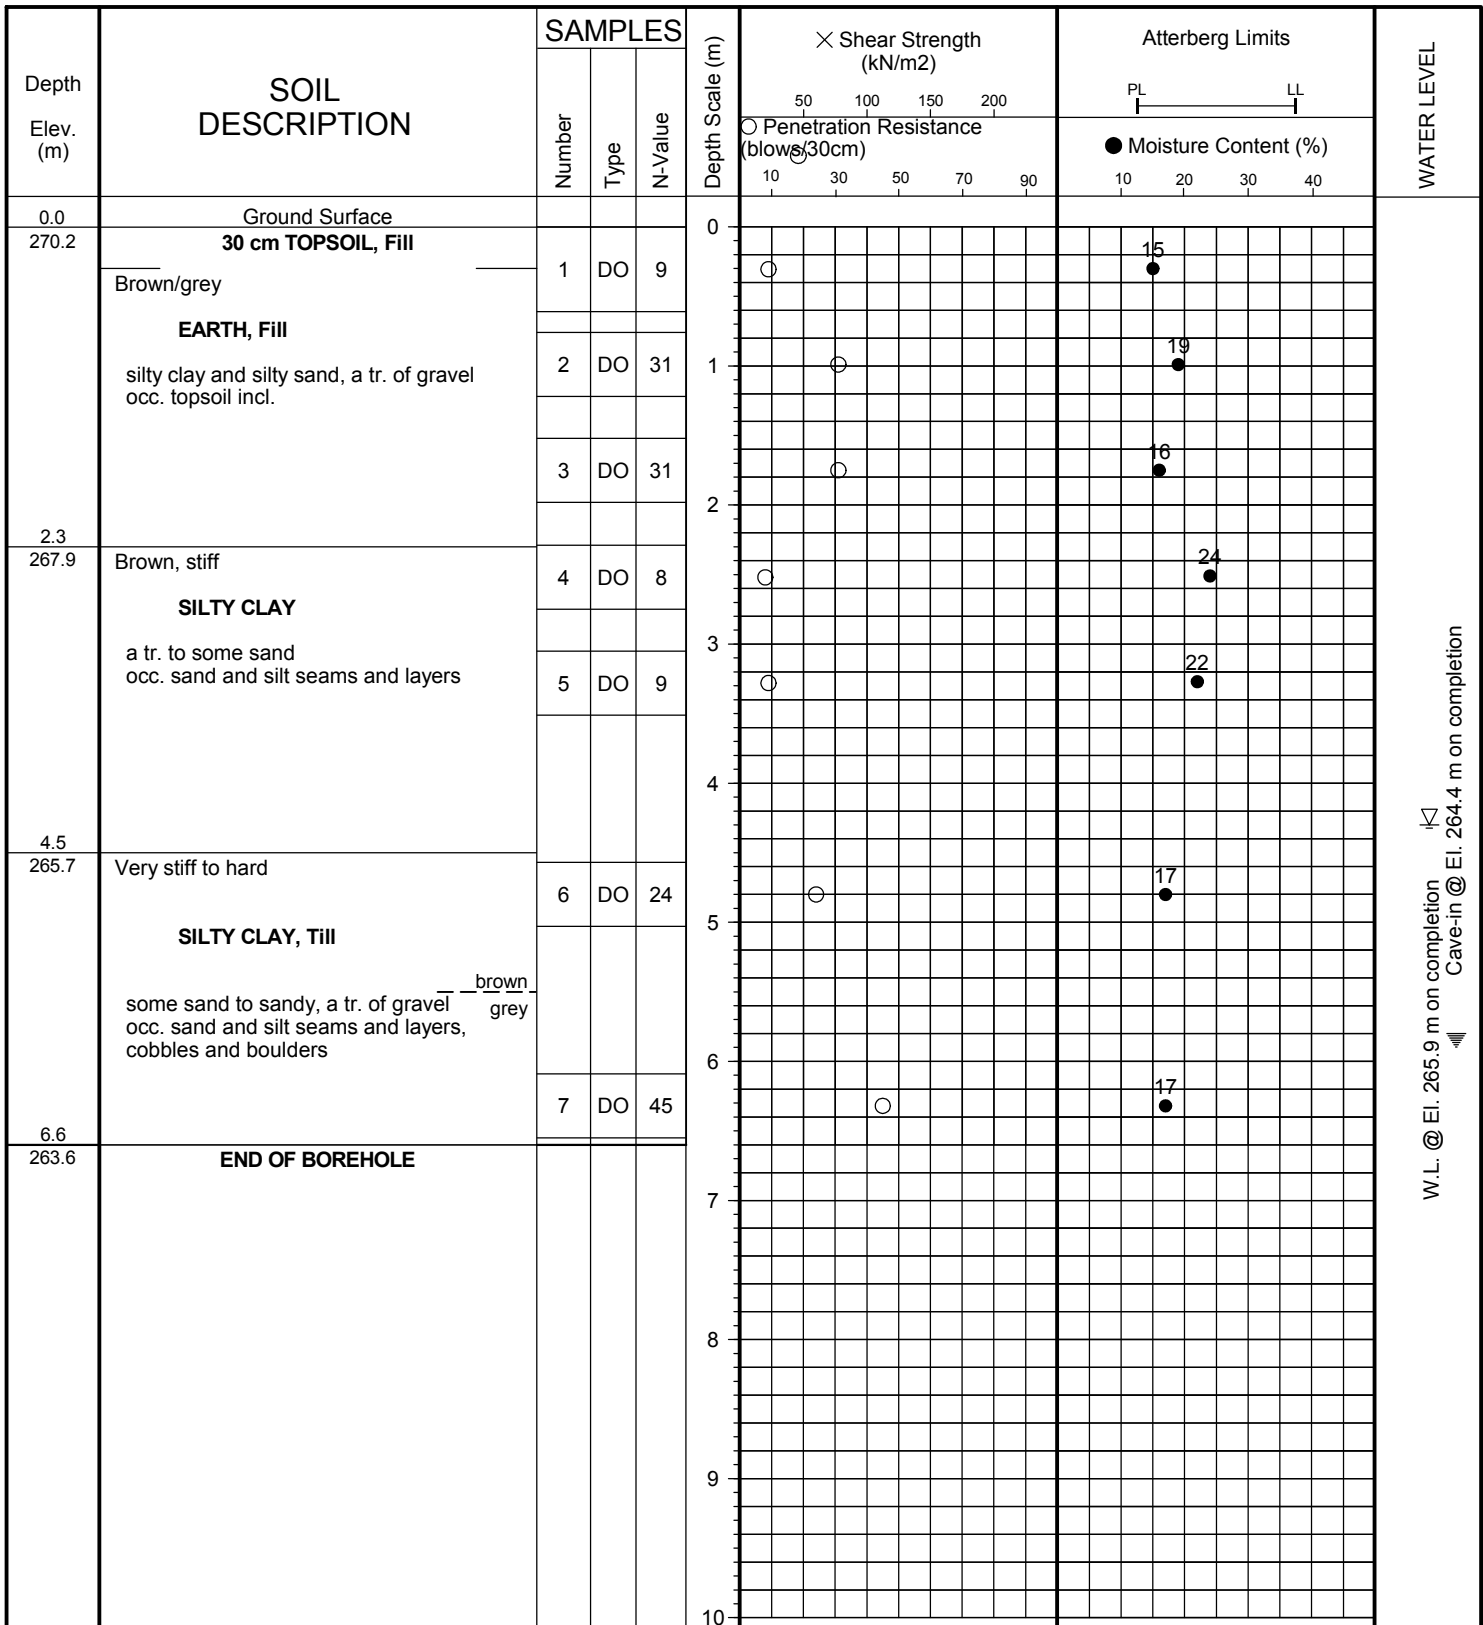 SAMPLES
Depth
Elev.
(m)
SOIL
DESCRIPTION
Number
Type
N-Value
Depth Scale (m)
Shear Strength
(kN/m2)
50 100 150 200
Penetration Resistance
(blows/30cm)
10 30 50 70 90
Atterberg Limits
PL LL
Moisture Content (%)
10 20 30 40
WATER LEVEL
0.0 Ground Surface
0
270.2 30 cm TOPSOIL, Fill
1 DO 9 15
Brown/grey
EARTH, Fill
2 DO 31 1 19
silty clay and silty sand, a tr. of gravel
occ. topsoil incl.
3 DO 31 16
2
2.3
267.9 Brown, stiff
4 DO 8 24
SILTY CLAY
3
a tr. to some sand
occ. sand and silt seams and layers
5 DO 9 22
4
4.5
265.7 Very stiff to hard
6 DO 24 17
5
SILTY CLAY, Till
brown
grey
some sand to sandy, a tr. of gravel
occ. sand and silt seams and layers,
cobbles and boulders
6
7 DO 45 17
6.6
263.6 END OF BOREHOLE
7
8
9
10
W.L. @ El. 265.9 m on completion
Cave-in @ El. 264.4 m on completion